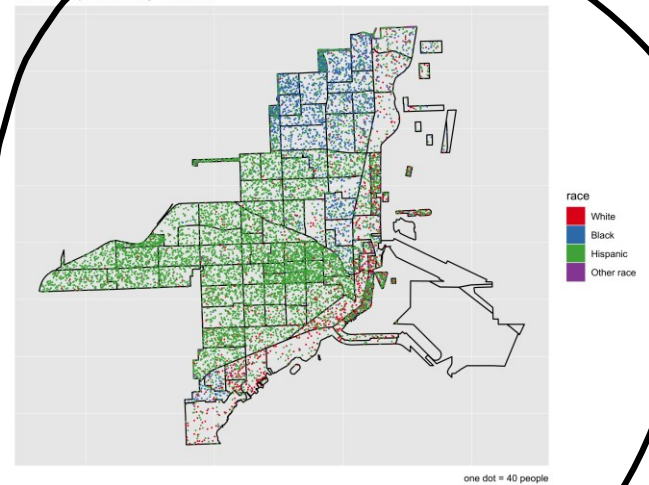 race
White
Black
Hispanic
Other race
one dot = 40 people